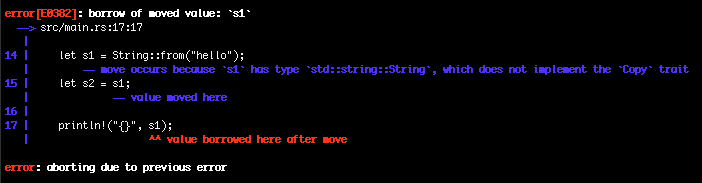 error[E0382]: borrow of moved value: `s1`
  --> src/main.rs:17:17
   |
14 |     let s1 = String::from("hello");
   |         -- move occurs because `s1` has type `std::string::String`, which does not implement the `Copy` trait
15 |     let s2 = s1;
   |              -- value moved here
16 |
17 |     println!("{}", s1);
   |                    ^^ value borrowed here after move

error: aborting due to previous error